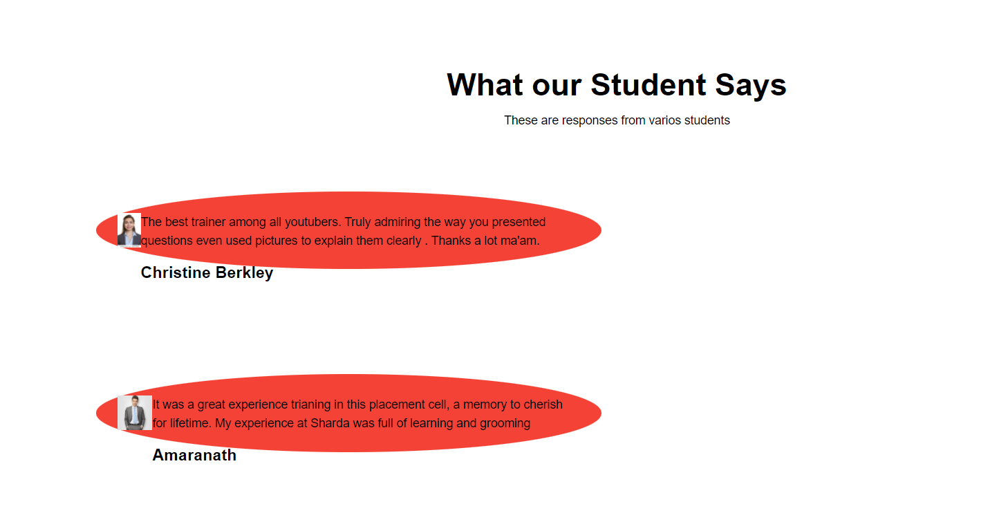 What our Student Says
These are responses from varios students
The best trainer among all youtubers. Truly admiring the way you presented
questions even used pictures to explain them clearly . Thanks a lot ma'am.
Christine Berkley
It was a great experience trianing in this placement cell, a memory to cherish
for lifetime. My experience at Sharda was full of learning and grooming
Amaranath